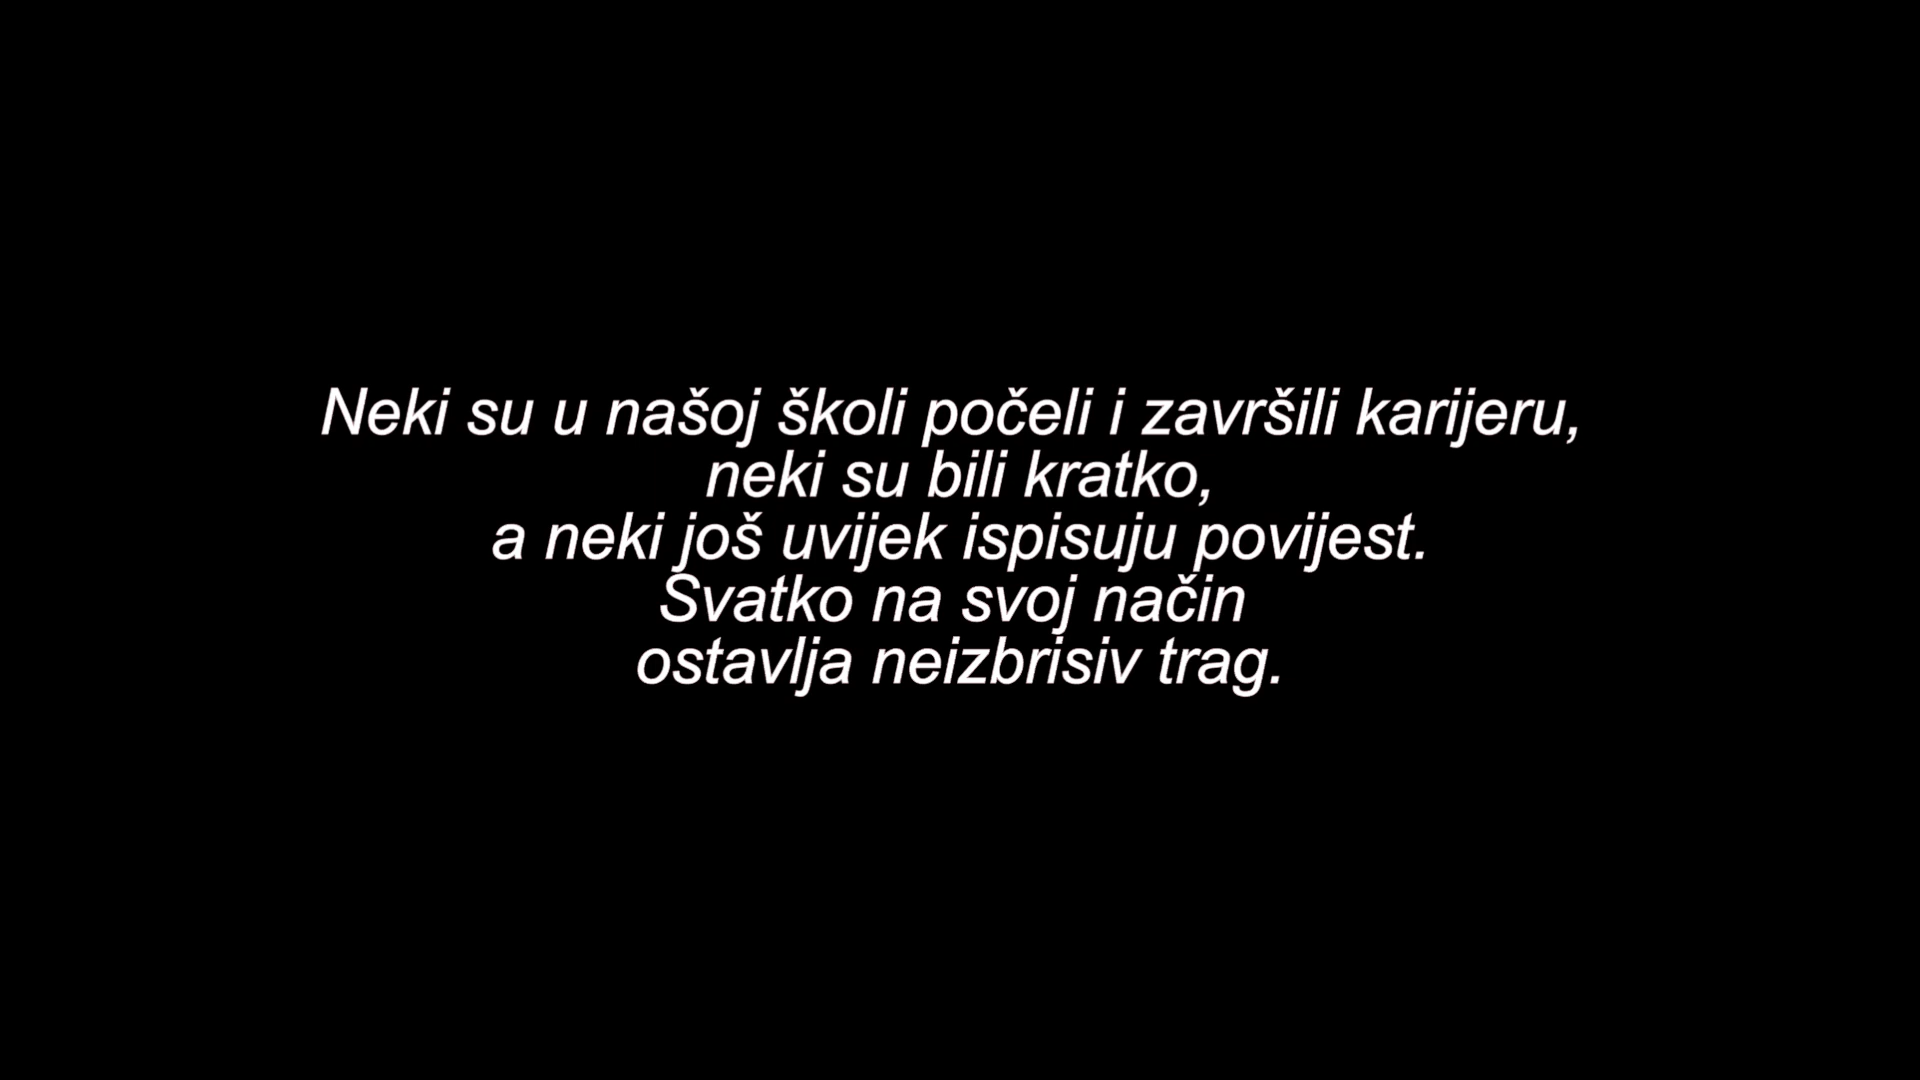 Neki su u našoj školi počeli i završili karijeru,
neki su bili kratko,
a neki još uvijek ispisuju povijest.
Svatko na svoj način
ostavlja neizbrisiv trag.